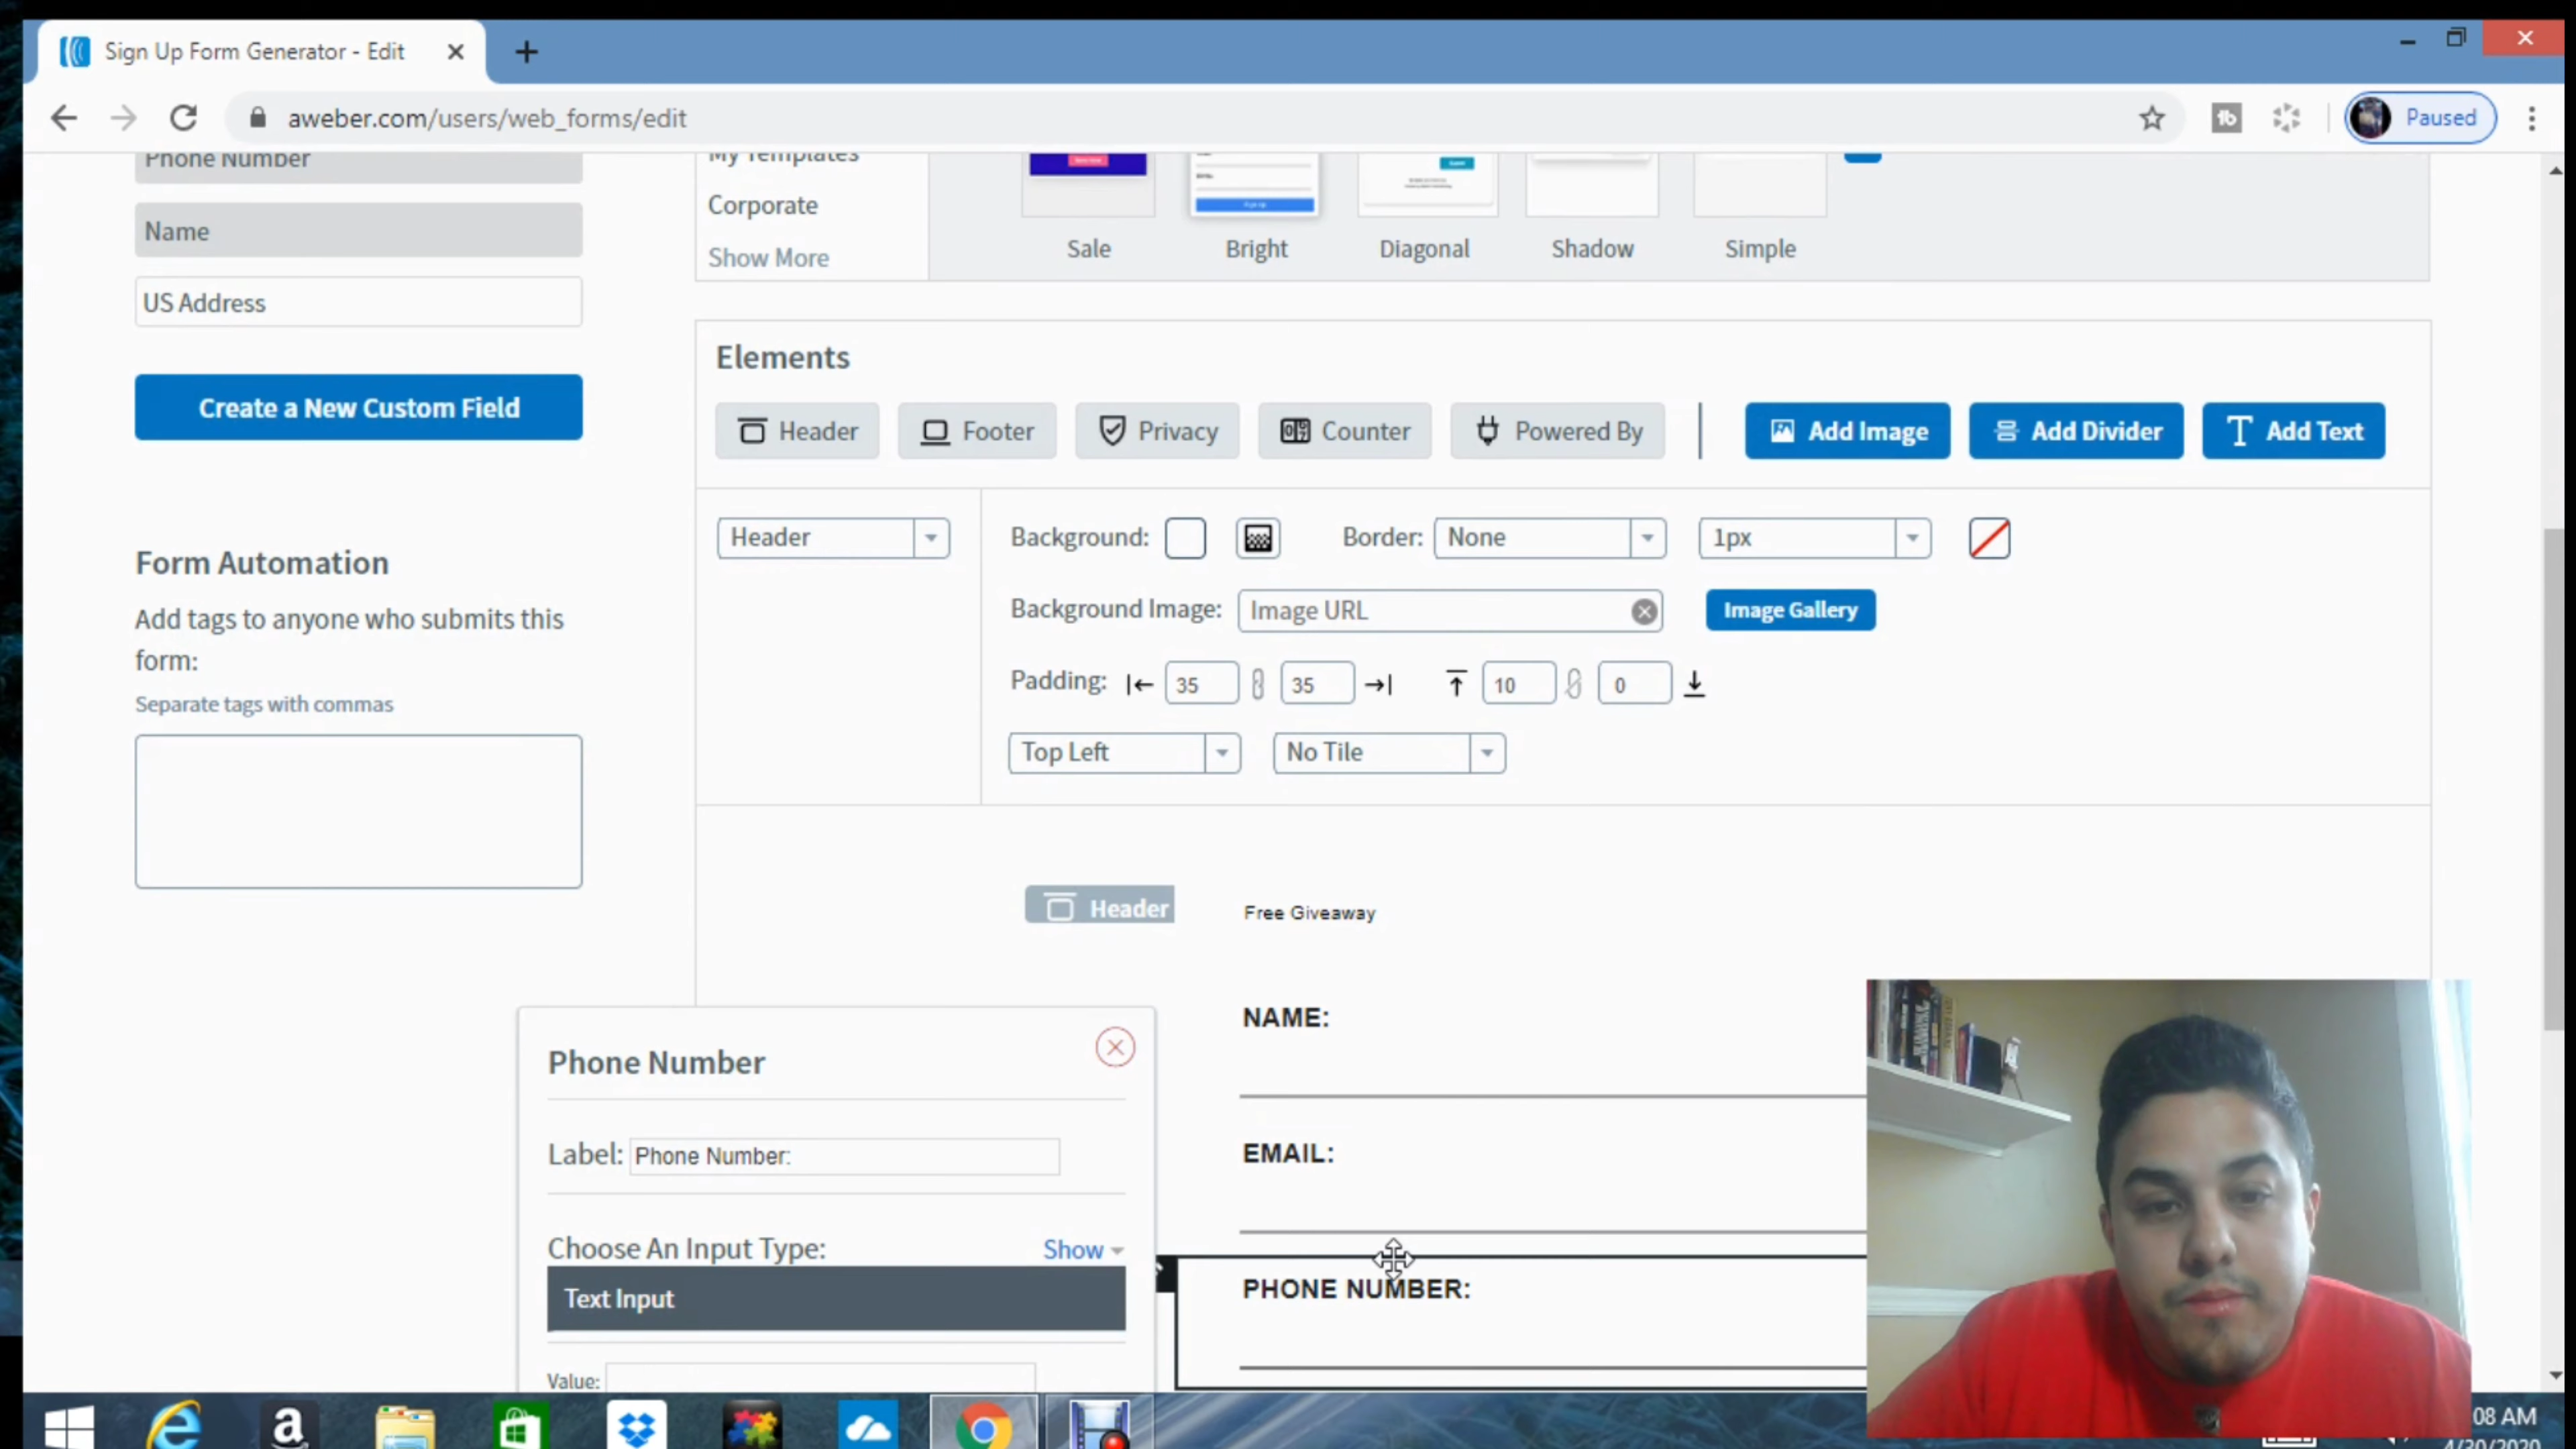 Sign Up Form Generator - Edit
aweber.com/users/web_forms/edit
Paused
Phone Number
Name
US Address
Create a New Custom Field
Form Automation
Add tags to anyone who submits this
form:
Separate tags with commas
My Templates
Corporate
Show More
Sale
Bright
Diagonal
Shadow
Simple
Elements
Header
Footer
Privacy
Counter
Powered By
Add Image
Add Divider
Add Text
Header
Background:
Border: None
1px
Background Image: Image URL
Image Gallery
Padding: 35 35 10 0
Top Left
No Tile
Header
Free Giveaway
NAME:
EMAIL:
PHONE NUMBER:
Phone Number
Label: Phone Number:
Choose An Input Type: Show
Text Input
Value:
08 AM
4/30/2020